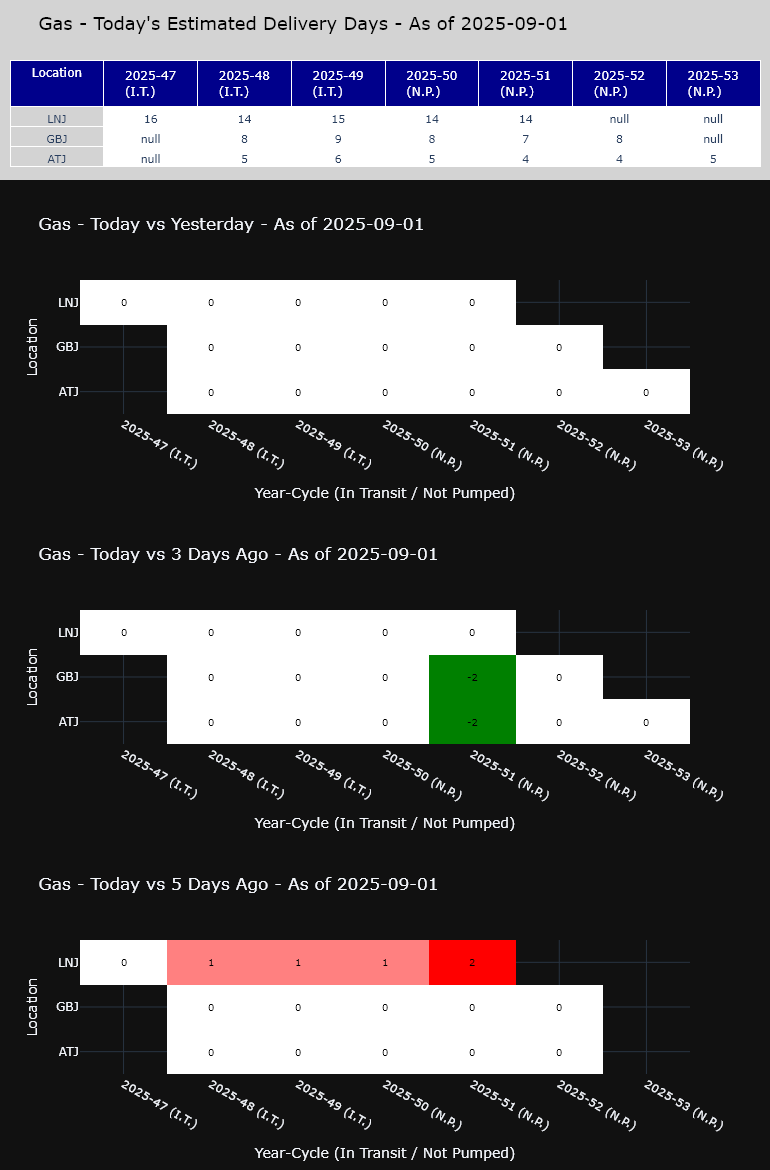 Gas - Today's Estimated Delivery Days - As of 2025-09-01
Location 2025-47 (I.T.) 2025-48 (I.T.) 2025-49 (I.T.) 2025-50 (N.P.) 2025-51 (N.P.) 2025-52 (N.P.) 2025-53 (N.P.)
LNJ 16 14 15 14 14 null null
GBJ null 8 9 8 7 8 null
ATJ null 5 6 5 4 4 5
Gas - Today vs Yesterday - As of 2025-09-01
LNJ 0 0 0 0 0
GBJ 0 0 0 0 0
ATJ 0 0 0 0 0 0
Location
2025-47 (I.T.) 2025-48 (I.T.) 2025-49 (I.T.) 2025-50 (N.P.) 2025-51 (N.P.) 2025-52 (N.P.) 2025-53 (N.P.)
Year-Cycle (In Transit / Not Pumped)
Gas - Today vs 3 Days Ago - As of 2025-09-01
LNJ 0 0 0 0 0
GBJ 0 0 0 -2 0
ATJ 0 0 0 -2 0 0
Location
2025-47 (I.T.) 2025-48 (I.T.) 2025-49 (I.T.) 2025-50 (N.P.) 2025-51 (N.P.) 2025-52 (N.P.) 2025-53 (N.P.)
Year-Cycle (In Transit / Not Pumped)
Gas - Today vs 5 Days Ago - As of 2025-09-01
LNJ 0 1 1 1 2
GBJ 0 0 0 0 0
ATJ 0 0 0 0 0
Location
2025-47 (I.T.) 2025-48 (I.T.) 2025-49 (I.T.) 2025-50 (N.P.) 2025-51 (N.P.) 2025-52 (N.P.) 2025-53 (N.P.)
Year-Cycle (In Transit / Not Pumped)